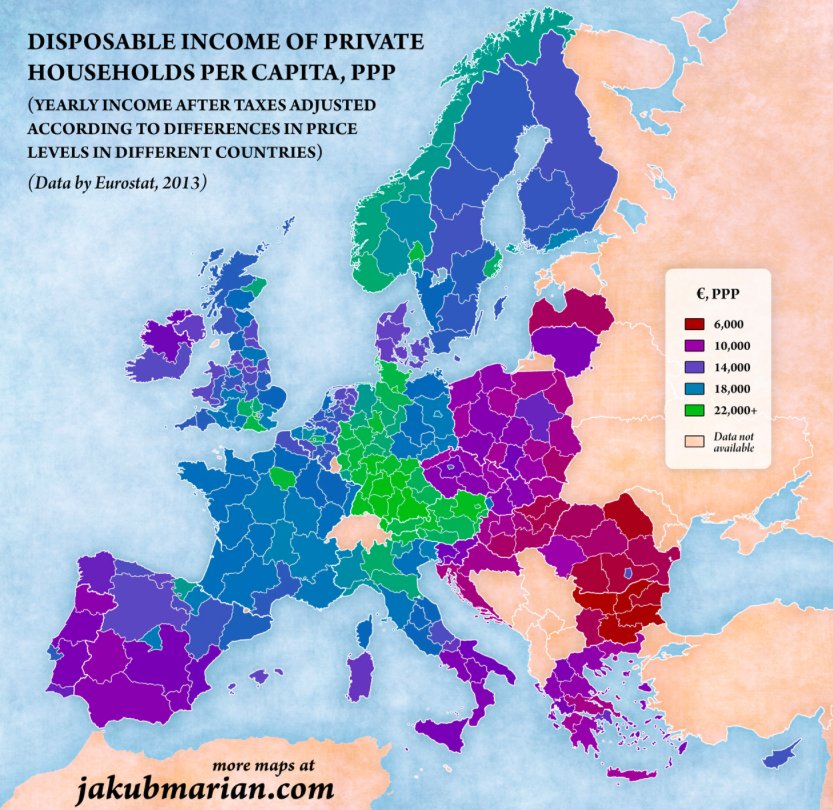 DISPOSABLE INCOME OF PRIVATE
HOUSEHOLDS PER CAPITA, PPP
(YEARLY INCOME AFTER TAXES ADJUSTED
ACCORDING TO DIFFERENCES IN PRICE
LEVELS IN DIFFERENT COUNTRIES)
(Data by Eurostat, 2013)
€, PPP
6,000
10,000
14,000
18,000
22,000+
Data not
available
more maps at
jakubmarian.com